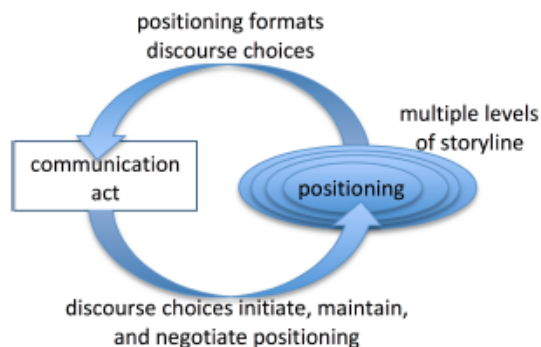 positioning formats
discourse choices
multiple levels
of storyline
communication
act
positioning
discourse choices initiate, maintain,
and negotiate positioning